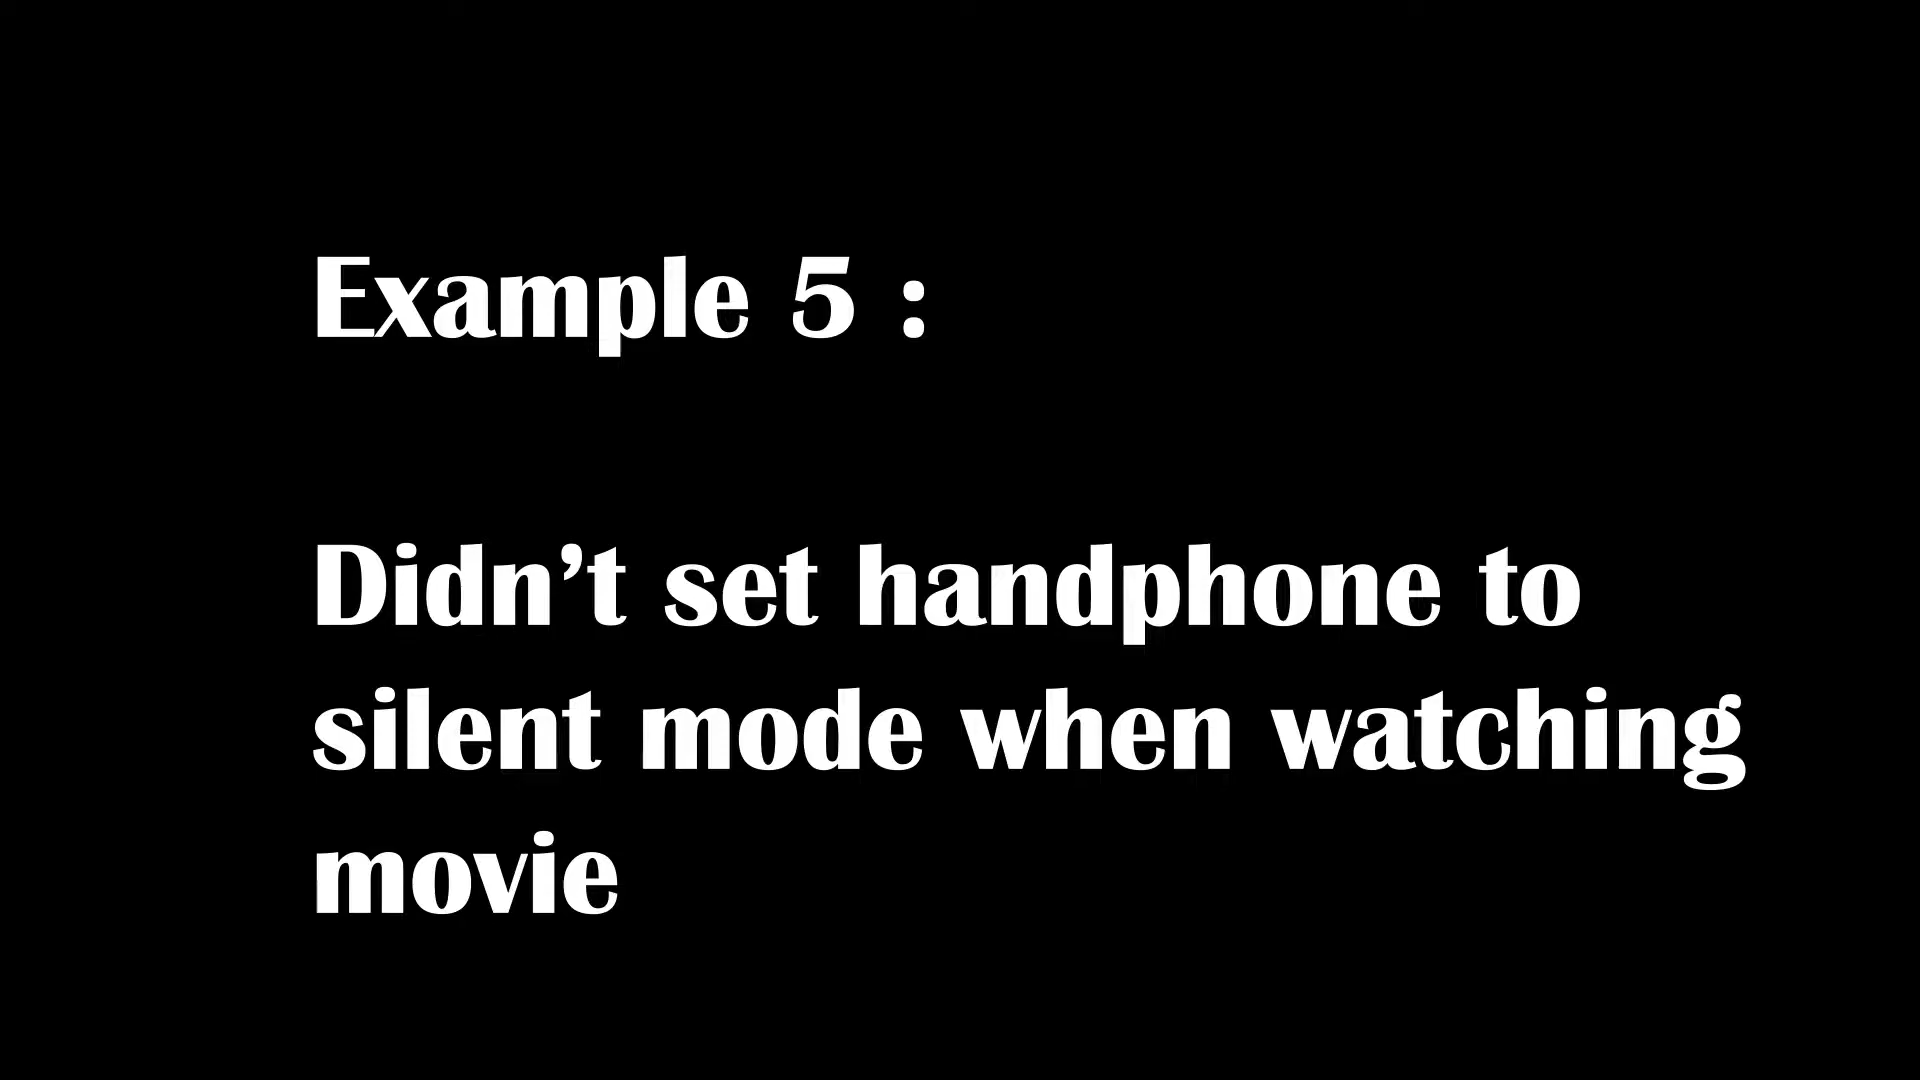 Example 5 :
Didn’t set handphone to
silent mode when watching
movie